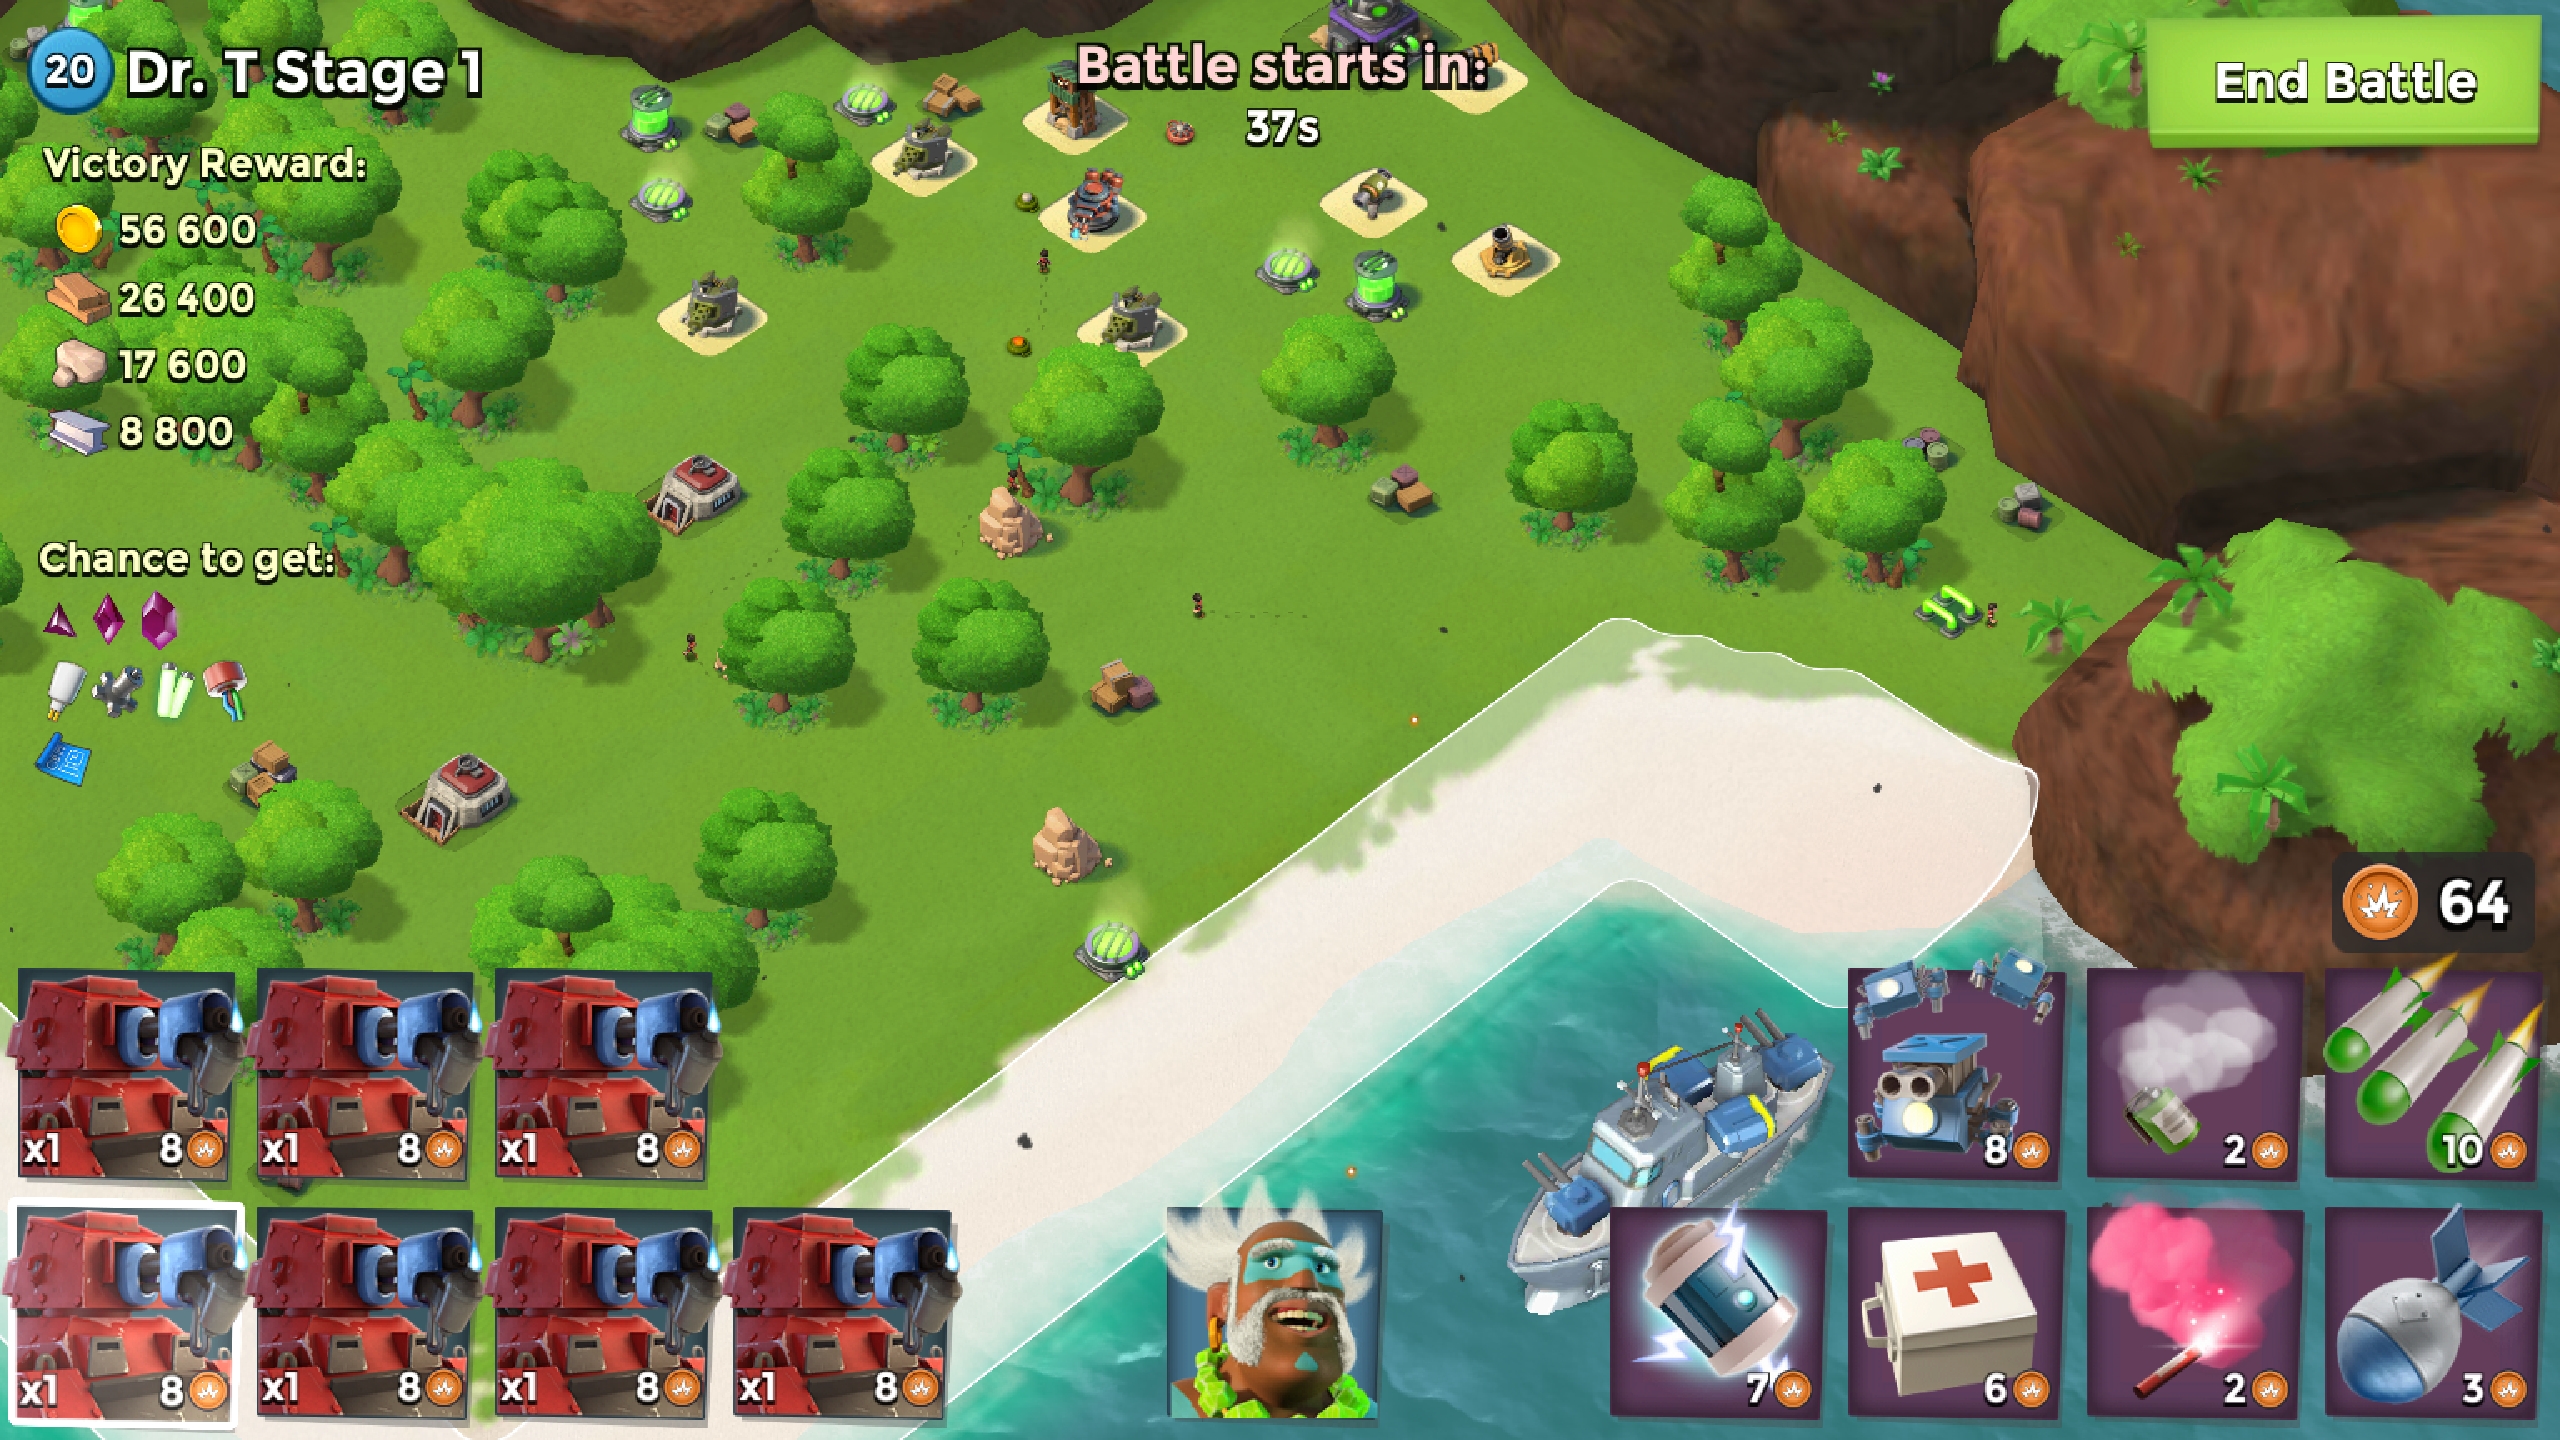 20 Dr. T Stage 1
Battle starts in:
37s
End Battle
Victory Reward:
56 600
26 400
17 600
8 800
Chance to get:
64
x1 8
x1 8
x1 8
8
2
10
x1 8
x1 8
x1 8
x1 8
7
6
2
3